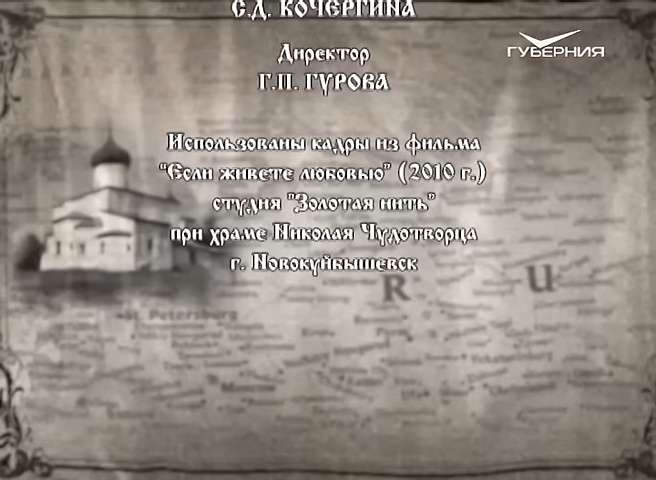 С.Д. КОЧЕРГИНА
ГУБЕРНИЯ
Директор
Г.П. ГУРОВА
Использованы кадры из фильма
"Если живете любовью" (2010 г.)
студия "Золотая нить"
при храме Николая Чудотворца
г. Новокуйбышевск
R U
St. Petersburg